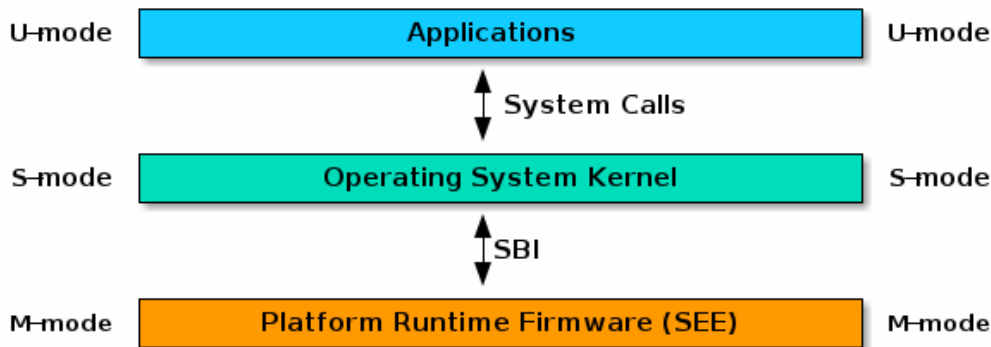 U-mode Applications U-mode
System Calls
S-mode Operating System Kernel S-mode
SBI
M-mode Platform Runtime Firmware (SEE) M-mode